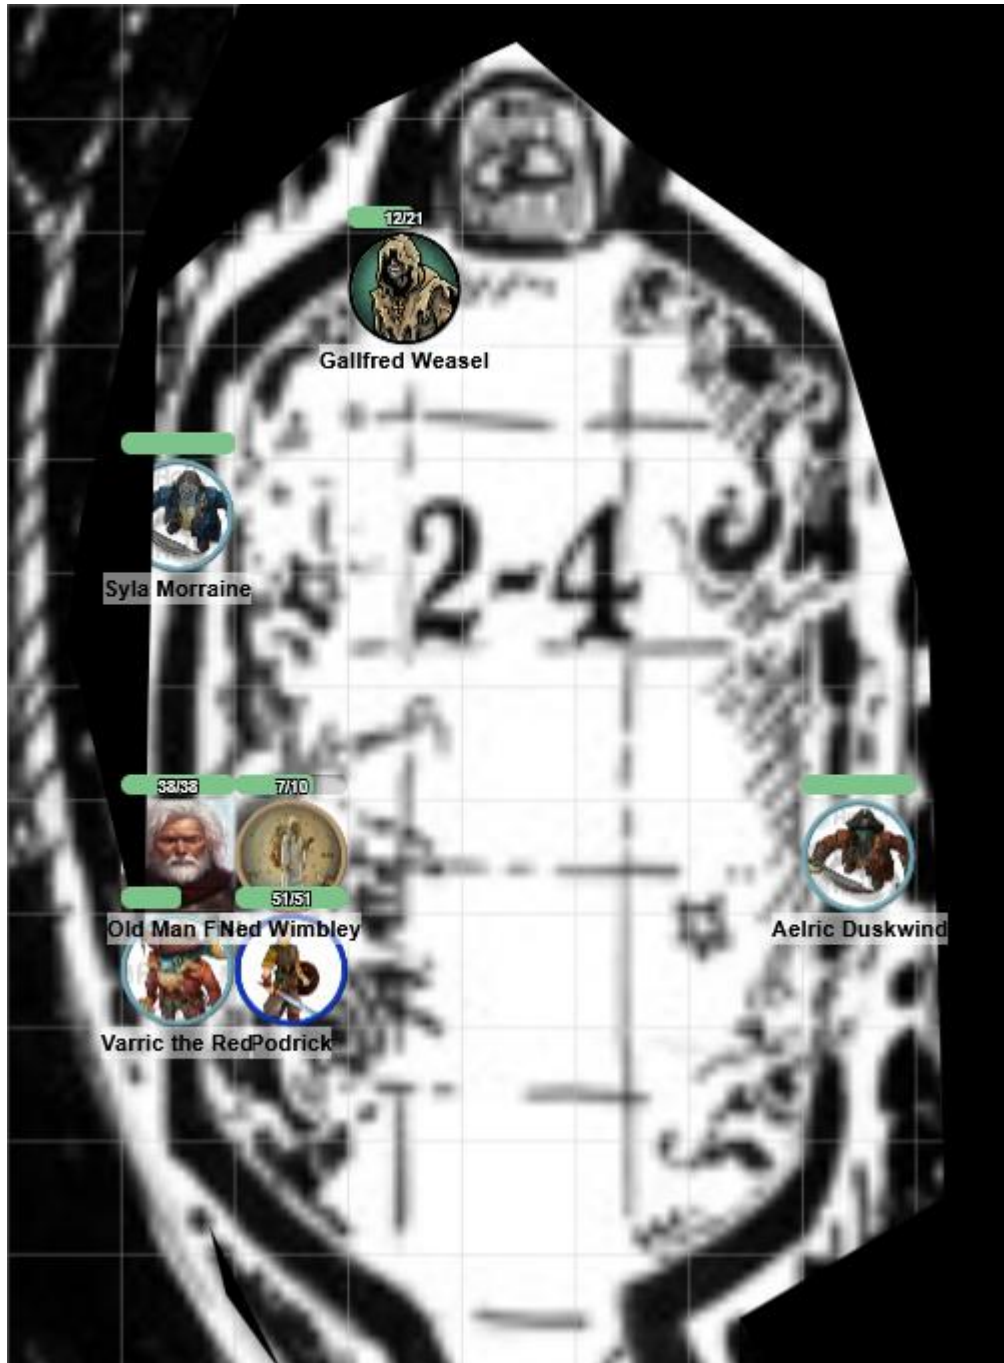 12/21
Gallfred Weasel
2-4
Syla Morraine
38/38
7/10
51/51
Ned Wimbley
Old Man
Aelric Duskwind
Varric the Red
Podrick